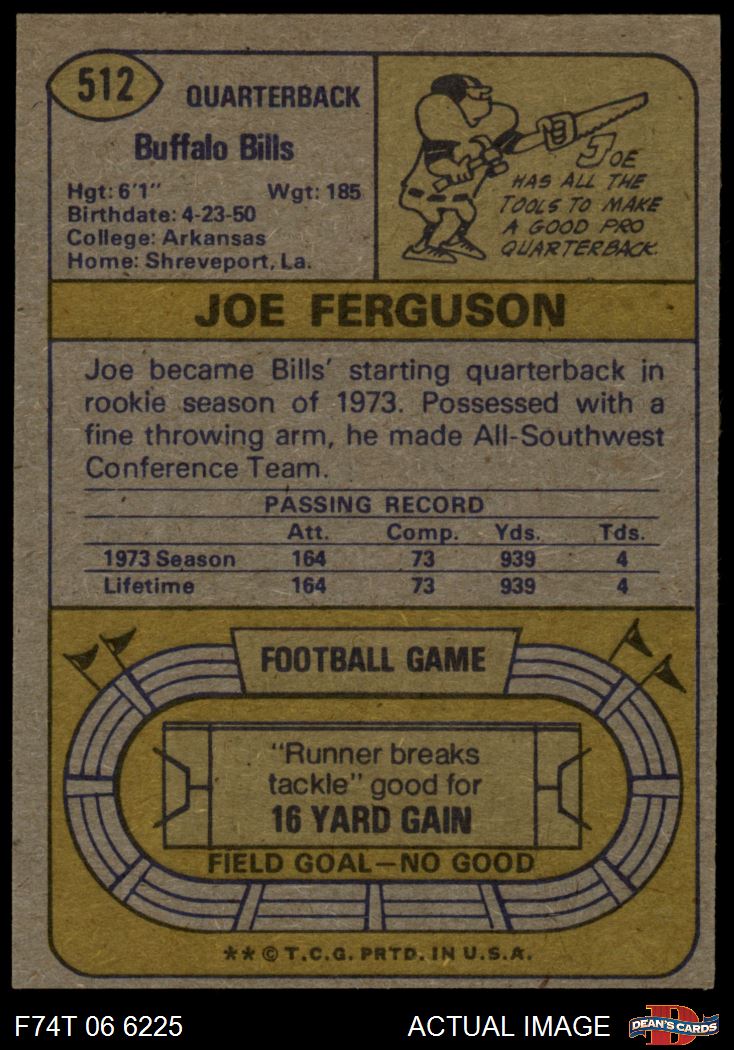 512
QUARTERBACK
Buffalo Bills
Hgt: 6'1" Wgt: 185
Birthdate: 4-23-50
College: Arkansas
Home: Shreveport, La.
JOE
HAS ALL THE
TOOLS TO MAKE
A GOOD PRO
QUARTERBACK.
JOE FERGUSON
Joe became Bills' starting quarterback in
rookie season of 1973. Possessed with a
fine throwing arm, he made All-Southwest
Conference Team.
PASSING RECORD
Att. Comp. Yds. Tds.
1973 Season 164 73 939 4
Lifetime 164 73 939 4
FOOTBALL GAME
"Runner breaks
tackle" good for
16 YARD GAIN
FIELD GOAL—NO GOOD
** © T.C.G. PRTD. IN U.S.A.
F74T 06 6225 ACTUAL IMAGE
D
DEAN'S CARDS